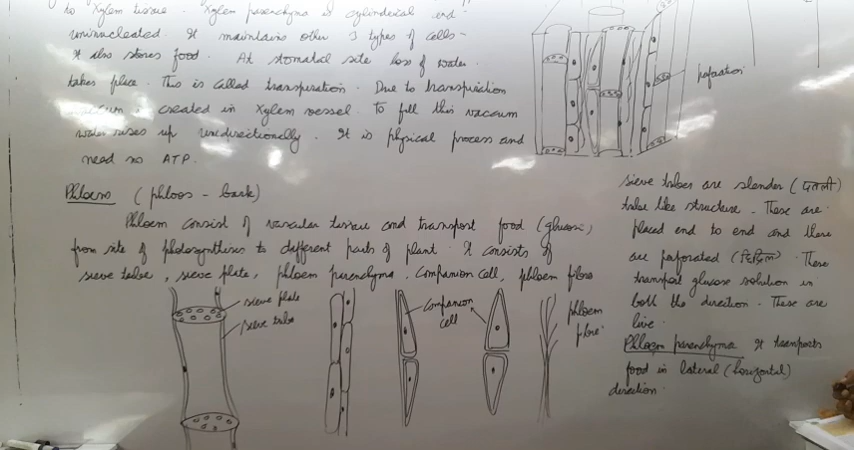 to Xylem tissue. Xylem parenchyma is cylinderical and
uninucleated. It maintains other 3 types of cells.
It also stores food. At stomatal site loss of water
takes place. This is called transpiration. Due to transpiration
is created in Xylem vessel. To fill this vacuum
water rises up unidirectionally. It is physical process and
need no ATP.
Phloem (phloos - bark)
Phloem consist of vascular tissue and transport food (glucose)
from site of photosynthesis to different parts of plant. It consists of
sieve tube, sieve plate, phloem parenchyma, Companion cell, phloem fibre
sieve plate
sieve tube
Companion
cell
phloem
fibre
sieve tubes are slender (पतली)
tube like structure. These are
placed end to end and there
are perforated These
transport glucose solution in
both the direction. These are
live.
Phloem parenchyma It transports
food in lateral (horizontal)
direction.